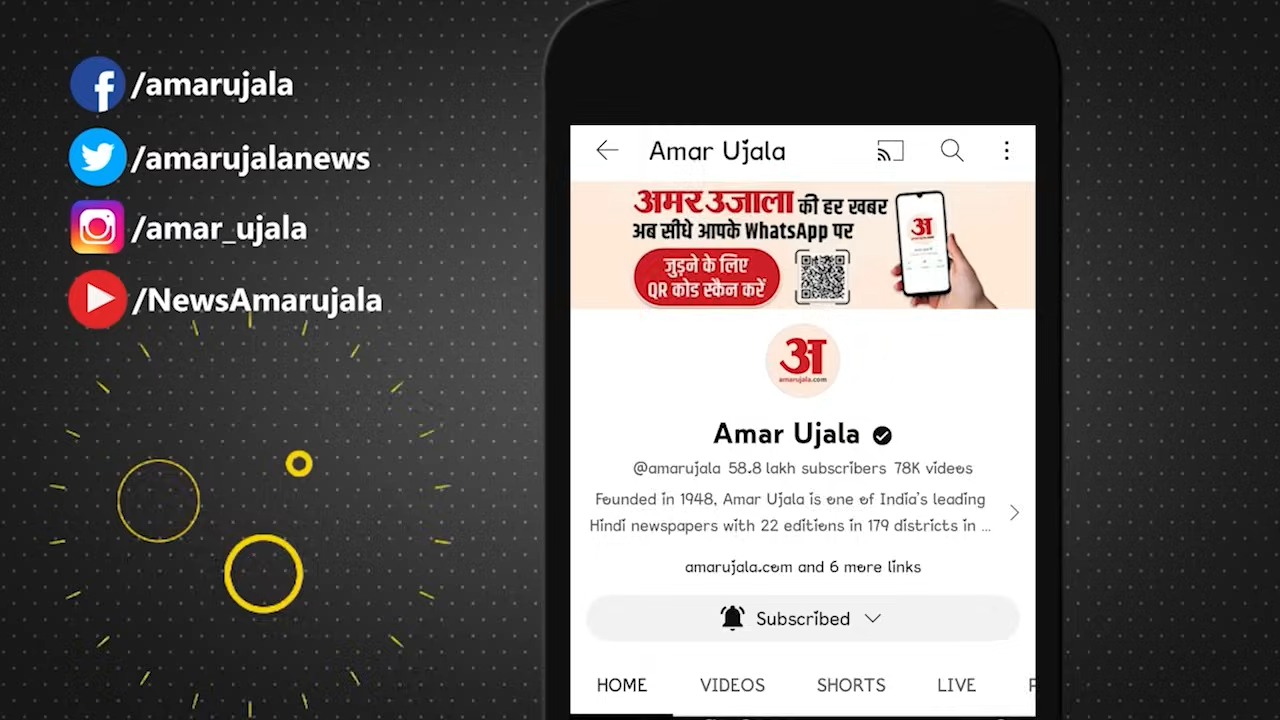 /amarujala
/amarujalanews
/amar_ujala
/NewsAmarujala
Amar Ujala
अमर उजाला की हर खबर
अब सीधे आपके WhatsApp पर
जुड़ने के लिए
QR कोड स्कैन करें
अ
अ
amarujala.com
Amar Ujala
@amarujala 58.8 lakh subscribers 78K videos
Founded in 1948, Amar Ujala is one of India's leading
Hindi newspapers with 22 editions in 179 districts in ...
amarujala.com and 6 more links
Subscribed
HOME VIDEOS SHORTS LIVE